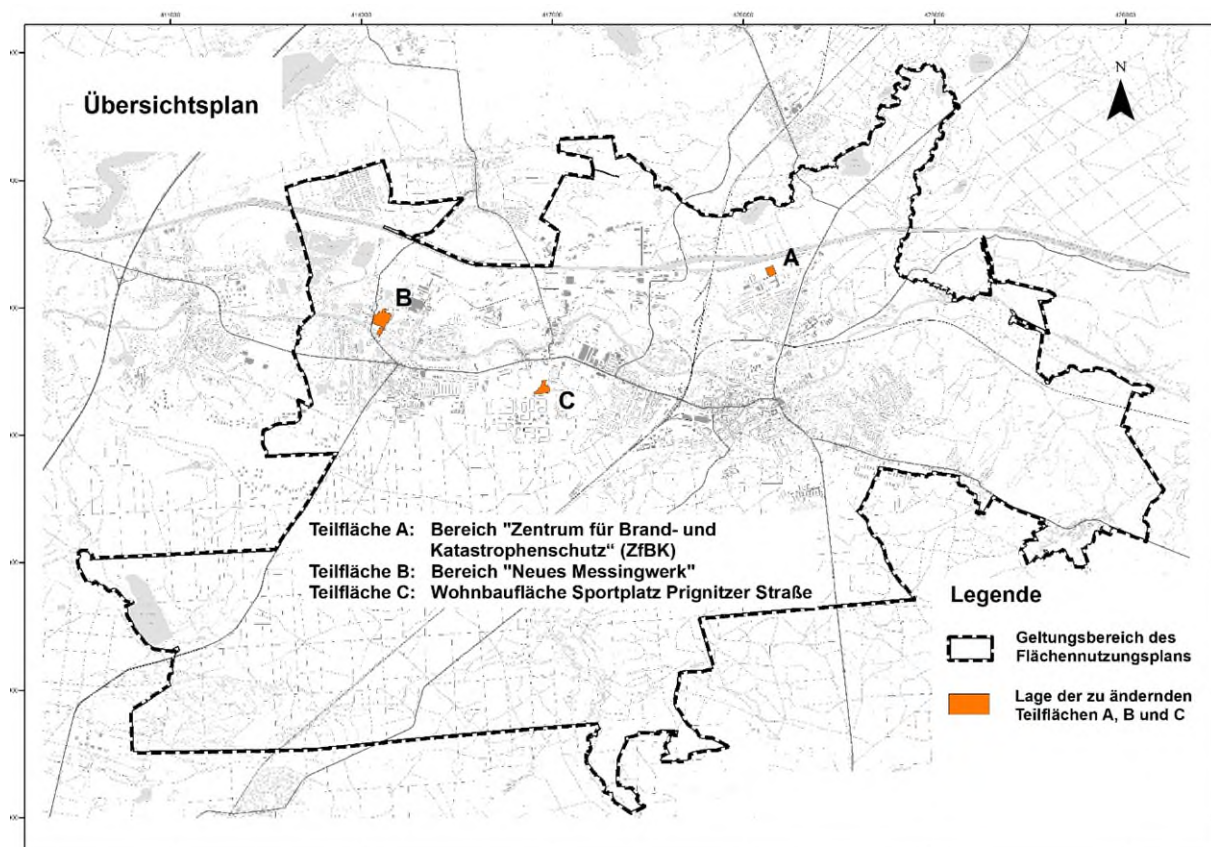 Übersichtsplan
N
A
B
C
Teilfläche A: Bereich "Zentrum für Brand- und
Katastrophenschutz“ (ZfBK)
Teilfläche B: Bereich "Neues Messingwerk"
Teilfläche C: Wohnbaufläche Sportplatz Prignitzer Straße
Legende
Geltungsbereich des
Flächennutzungsplans
Lage der zu ändernden
Teilflächen A, B und C